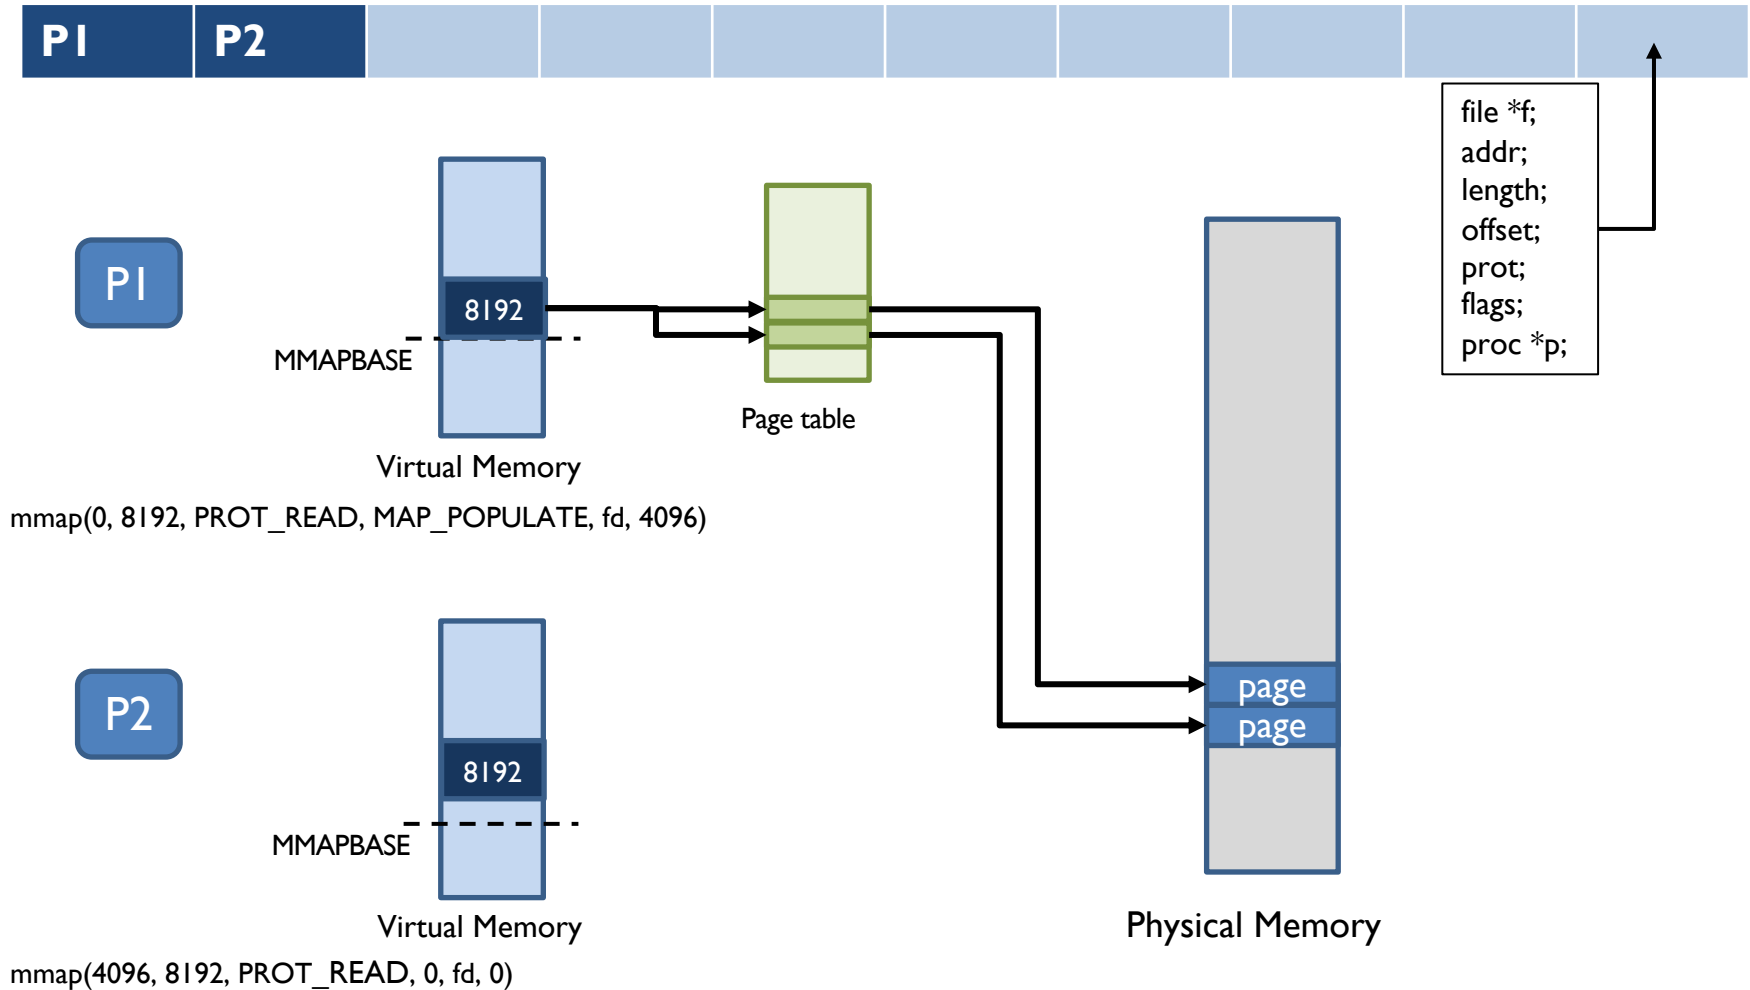 P1
P2
file *f;
addr;
length;
offset;
prot;
flags;
proc *p;
P1
8192
MMAPBASE
Page table
Virtual Memory
mmap(0, 8192, PROT_READ, MAP_POPULATE, fd, 4096)
page
page
P2
8192
MMAPBASE
Virtual Memory
Physical Memory
mmap(4096, 8192, PROT_READ, 0, fd, 0)